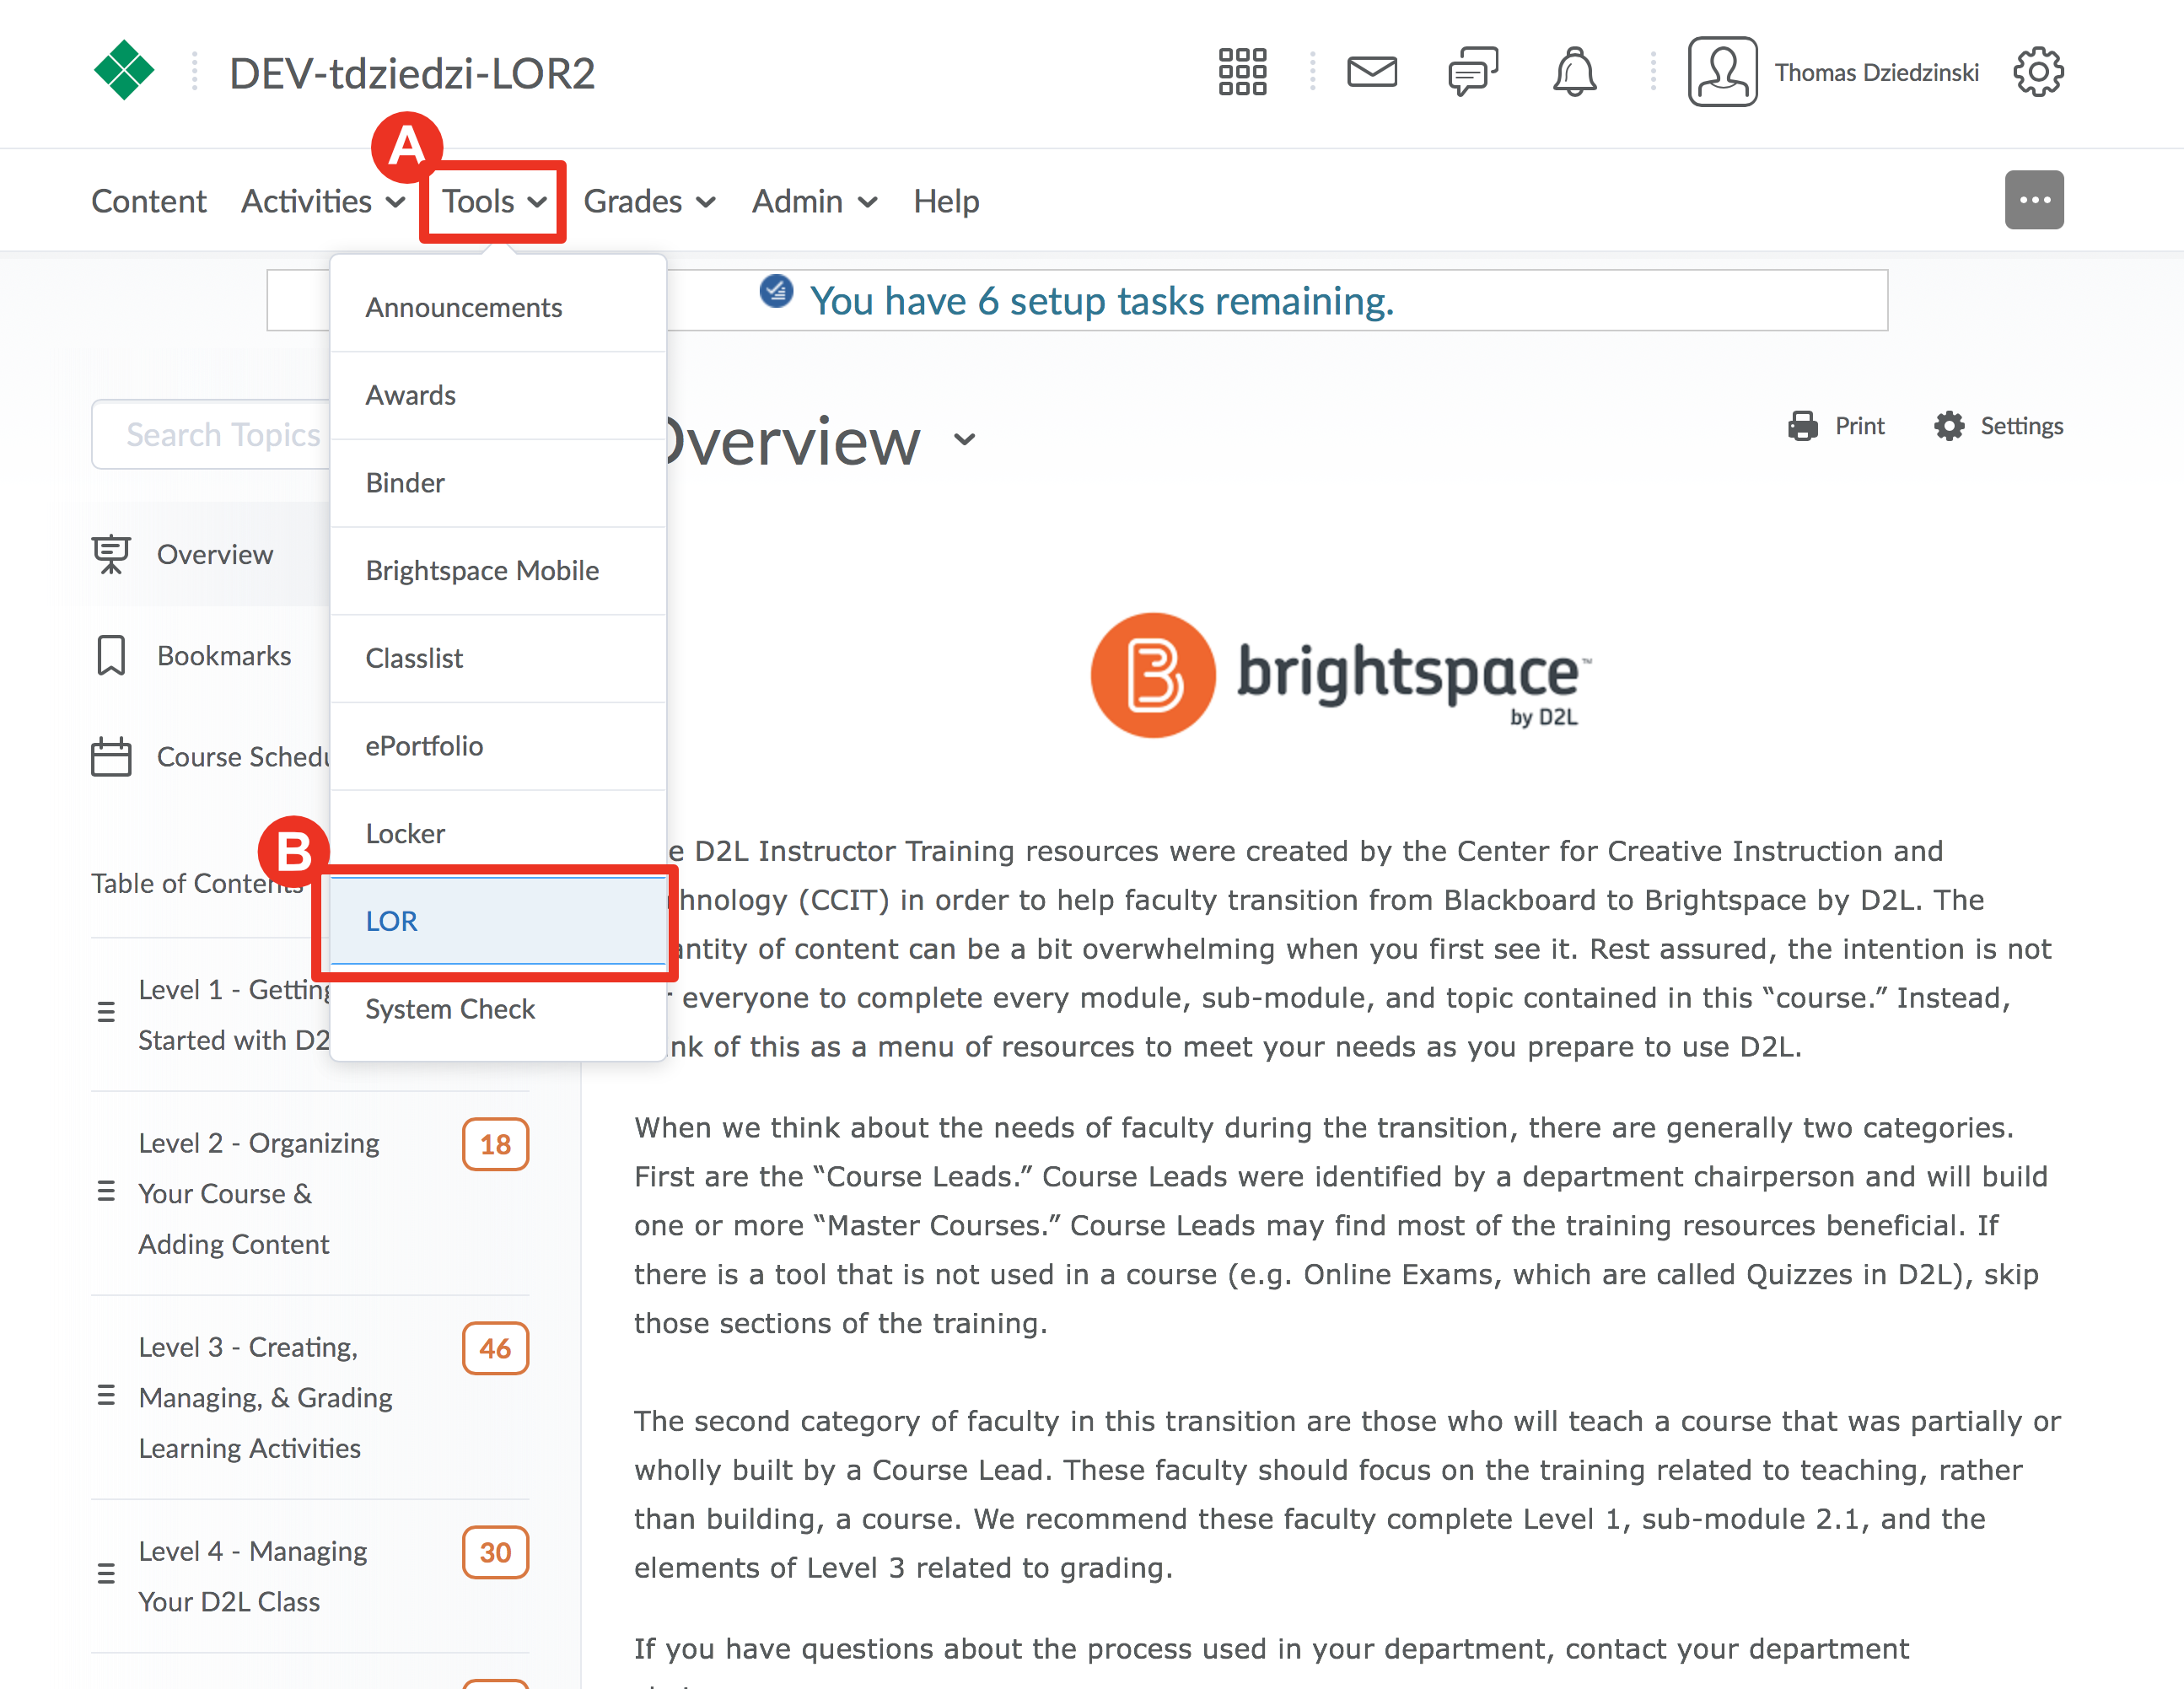 DEV-tdziedzi-LOR2
Thomas Dziedzinski
A
Content Activities Tools Grades Admin Help
You have 6 setup tasks remaining.
Announcements
Awards
Binder
Brightspace Mobile
Classlist
ePortfolio
Locker
B
LOR
System Check
Search Topics
Overview
Bookmarks
Course Schedu
Table of Contents
Level 1 - Getting
Started with D2
Level 2 - Organizing
Your Course &
Adding Content
18
Level 3 - Creating,
Managing, & Grading
Learning Activities
46
Level 4 - Managing
Your D2L Class
30
Overview
Print
Settings
brightspace™
by D2L
e D2L Instructor Training resources were created by the Center for Creative Instruction and
hnology (CCIT) in order to help faculty transition from Blackboard to Brightspace by D2L. The
antity of content can be a bit overwhelming when you first see it. Rest assured, the intention is not
everyone to complete every module, sub-module, and topic contained in this “course.” Instead,
nk of this as a menu of resources to meet your needs as you prepare to use D2L.
When we think about the needs of faculty during the transition, there are generally two categories.
First are the “Course Leads.” Course Leads were identified by a department chairperson and will build
one or more “Master Courses.” Course Leads may find most of the training resources beneficial. If
there is a tool that is not used in a course (e.g. Online Exams, which are called Quizzes in D2L), skip
those sections of the training.
The second category of faculty in this transition are those who will teach a course that was partially or
wholly built by a Course Lead. These faculty should focus on the training related to teaching, rather
than building, a course. We recommend these faculty complete Level 1, sub-module 2.1, and the
elements of Level 3 related to grading.
If you have questions about the process used in your department, contact your department